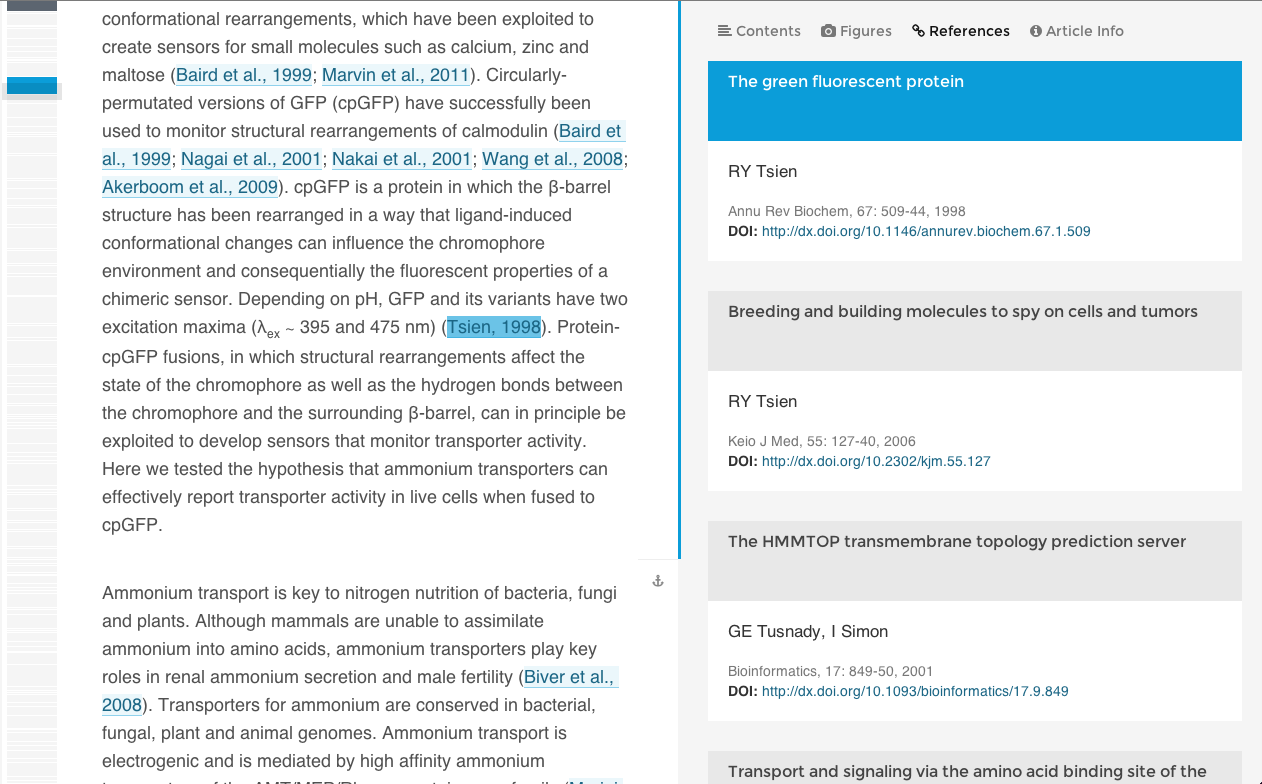 conformational rearrangements, which have been exploited to
create sensors for small molecules such as calcium, zinc and
maltose (Baird et al., 1999; Marvin et al., 2011). Circularly-
permutated versions of GFP (cpGFP) have successfully been
used to monitor structural rearrangements of calmodulin (Baird et
al., 1999; Nagai et al., 2001; Nakai et al., 2001; Wang et al., 2008;
Akerboom et al., 2009). cpGFP is a protein in which the β-barrel
structure has been rearranged in a way that ligand-induced
conformational changes can influence the chromophore
environment and consequentially the fluorescent properties of a
chimeric sensor. Depending on pH, GFP and its variants have two
excitation maxima (λex ~ 395 and 475 nm) (Tsien, 1998). Protein-
cpGFP fusions, in which structural rearrangements affect the
state of the chromophore as well as the hydrogen bonds between
the chromophore and the surrounding β-barrel, can in principle be
exploited to develop sensors that monitor transporter activity.
Here we tested the hypothesis that ammonium transporters can
effectively report transporter activity in live cells when fused to
cpGFP.
Ammonium transport is key to nitrogen nutrition of bacteria, fungi
and plants. Although mammals are unable to assimilate
ammonium into amino acids, ammonium transporters play key
roles in renal ammonium secretion and male fertility (Biver et al.,
2008). Transporters for ammonium are conserved in bacterial,
fungal, plant and animal genomes. Ammonium transport is
electrogenic and is mediated by high affinity ammonium
Contents Figures References Article Info
The green fluorescent protein
RY Tsien
Annu Rev Biochem, 67: 509-44, 1998
DOI: http://dx.doi.org/10.1146/annurev.biochem.67.1.509
Breeding and building molecules to spy on cells and tumors
RY Tsien
Keio J Med, 55: 127-40, 2006
DOI: http://dx.doi.org/10.2302/kjm.55.127
The HMMTOP transmembrane topology prediction server
GE Tusnady, I Simon
Bioinformatics, 17: 849-50, 2001
DOI: http://dx.doi.org/10.1093/bioinformatics/17.9.849
Transport and signaling via the amino acid binding site of the